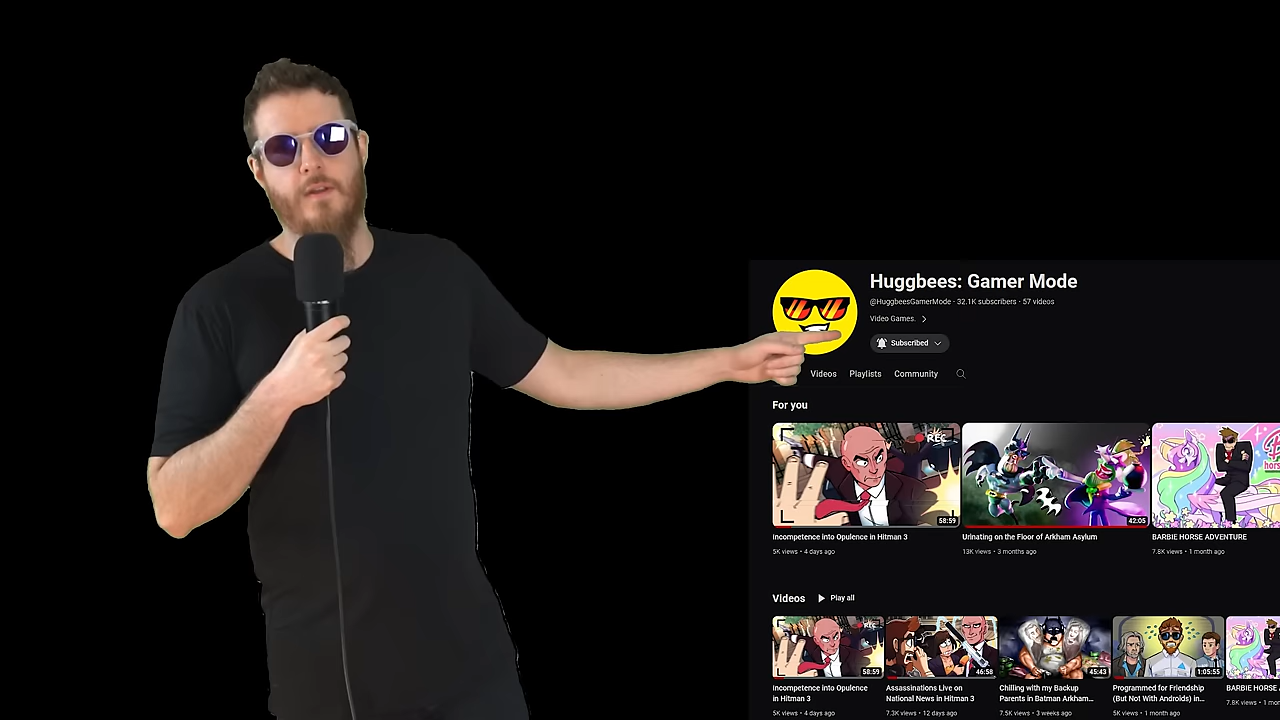 Huggbees: Gamer Mode
@HuggbeesGamerMode · 32.1K subscribers · 57 videos
Video Games. >
Subscribed
Videos Playlists Community
For you
REC
58:59
42:05
Incompetence into Opulence in Hitman 3
5K views • 4 days ago
Urinating on the Floor of Arkham Asylum
13K views • 3 months ago
BARBIE HORSE ADVENTURE
7.8K views • 1 month ago
Videos
Play all
REC
58:59
46:58
45:43
1:05:55
Incompetence into Opulence
in Hitman 3
5K views • 4 days ago
Assassinations Live on
National News in Hitman 3
7.3K views • 12 days ago
Chilling with my Backup
Parents in Batman Arkham...
7.5K views • 3 weeks ago
Programmed for Friendship
(But Not With Androids) in...
5K views • 1 month ago
BARBIE HORSE
7.8K views